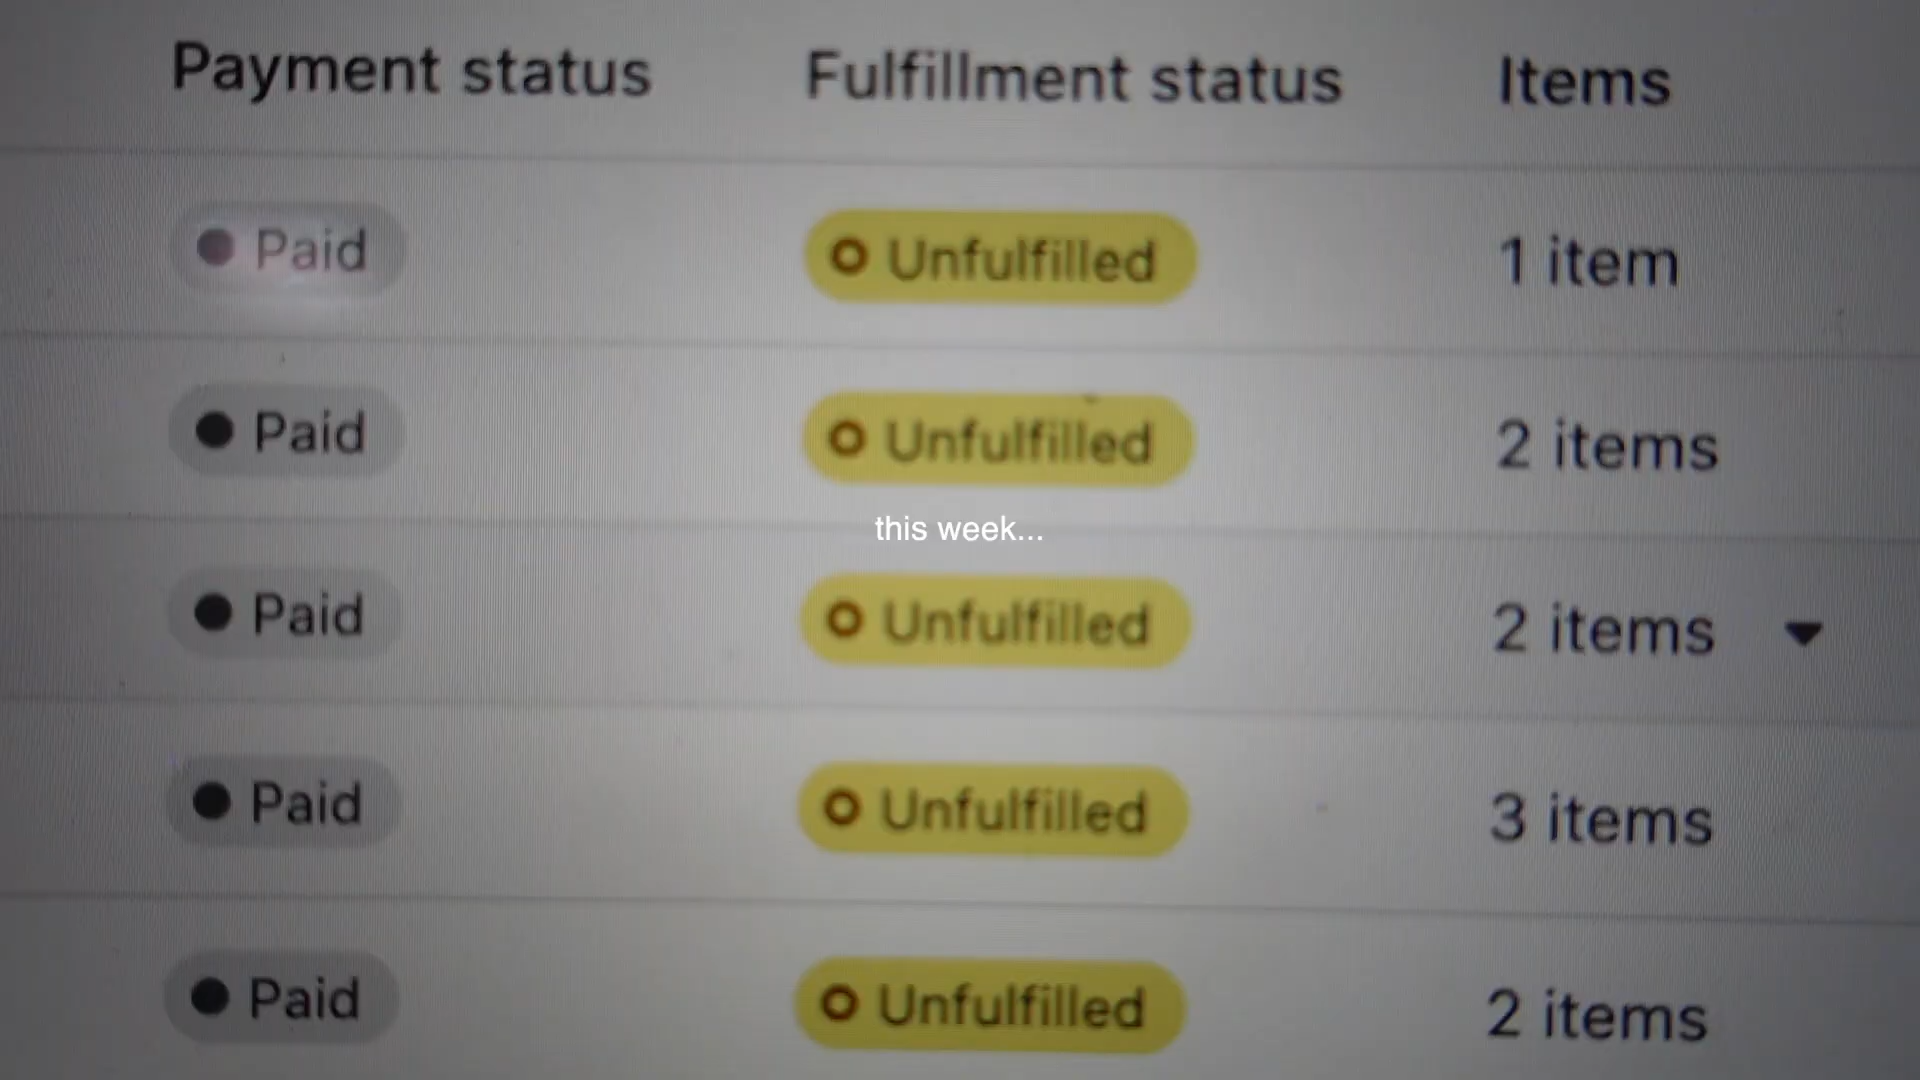 Payment status Fulfillment status Items
Paid Unfulfilled 1 item
Paid Unfulfilled 2 items
this week...
Paid Unfulfilled 2 items
Paid Unfulfilled 3 items
Paid Unfulfilled 2 items